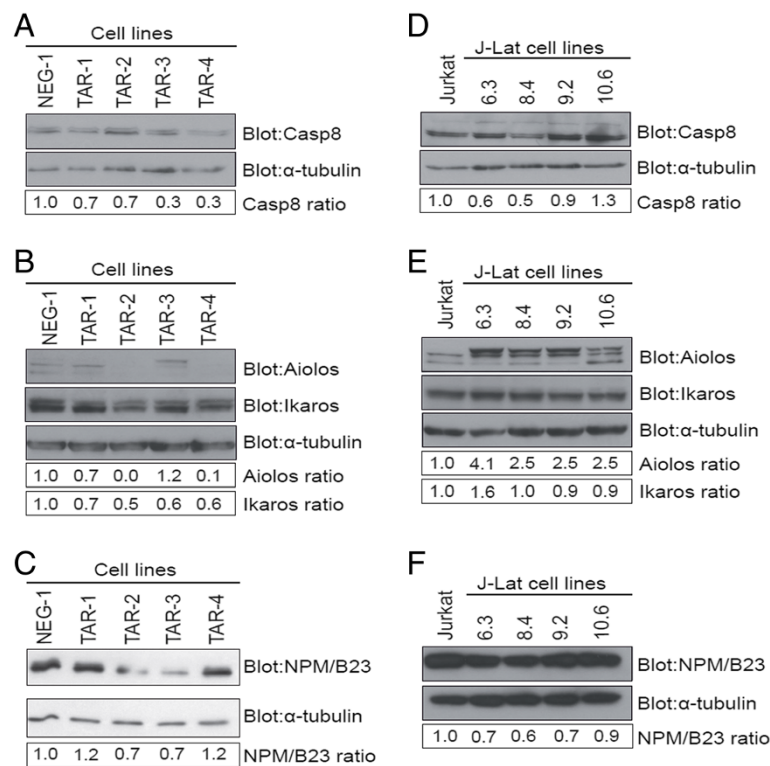 A
Cell lines
NEG-1 TAR-1 TAR-2 TAR-3 TAR-4
Blot:Casp8
Blot:α-tubulin
1.0 0.7 0.7 0.3 0.3 Casp8 ratio
B
Cell lines
NEG-1 TAR-1 TAR-2 TAR-3 TAR-4
Blot:Aiolos
Blot:Ikaros
Blot:α-tubulin
1.0 0.7 0.0 1.2 0.1 Aiolos ratio
1.0 0.7 0.5 0.6 0.6 Ikaros ratio
C
Cell lines
NEG-1 TAR-1 TAR-2 TAR-3 TAR-4
Blot:NPM/B23
Blot:α-tubulin
1.0 1.2 0.7 0.7 1.2 NPM/B23 ratio
D
J-Lat cell lines
Jurkat 6.3 8.4 9.2 10.6
Blot:Casp8
Blot:α-tubulin
1.0 0.6 0.5 0.9 1.3 Casp8 ratio
E
J-Lat cell lines
Jurkat 6.3 8.4 9.2 10.6
Blot:Aiolos
Blot:Ikaros
Blot:α-tubulin
1.0 4.1 2.5 2.5 2.5 Aiolos ratio
1.0 1.6 1.0 0.9 0.9 Ikaros ratio
F
J-Lat cell lines
Jurkat 6.3 8.4 9.2 10.6
Blot:NPM/B23
Blot:α-tubulin
1.0 0.7 0.6 0.7 0.9 NPM/B23 ratio